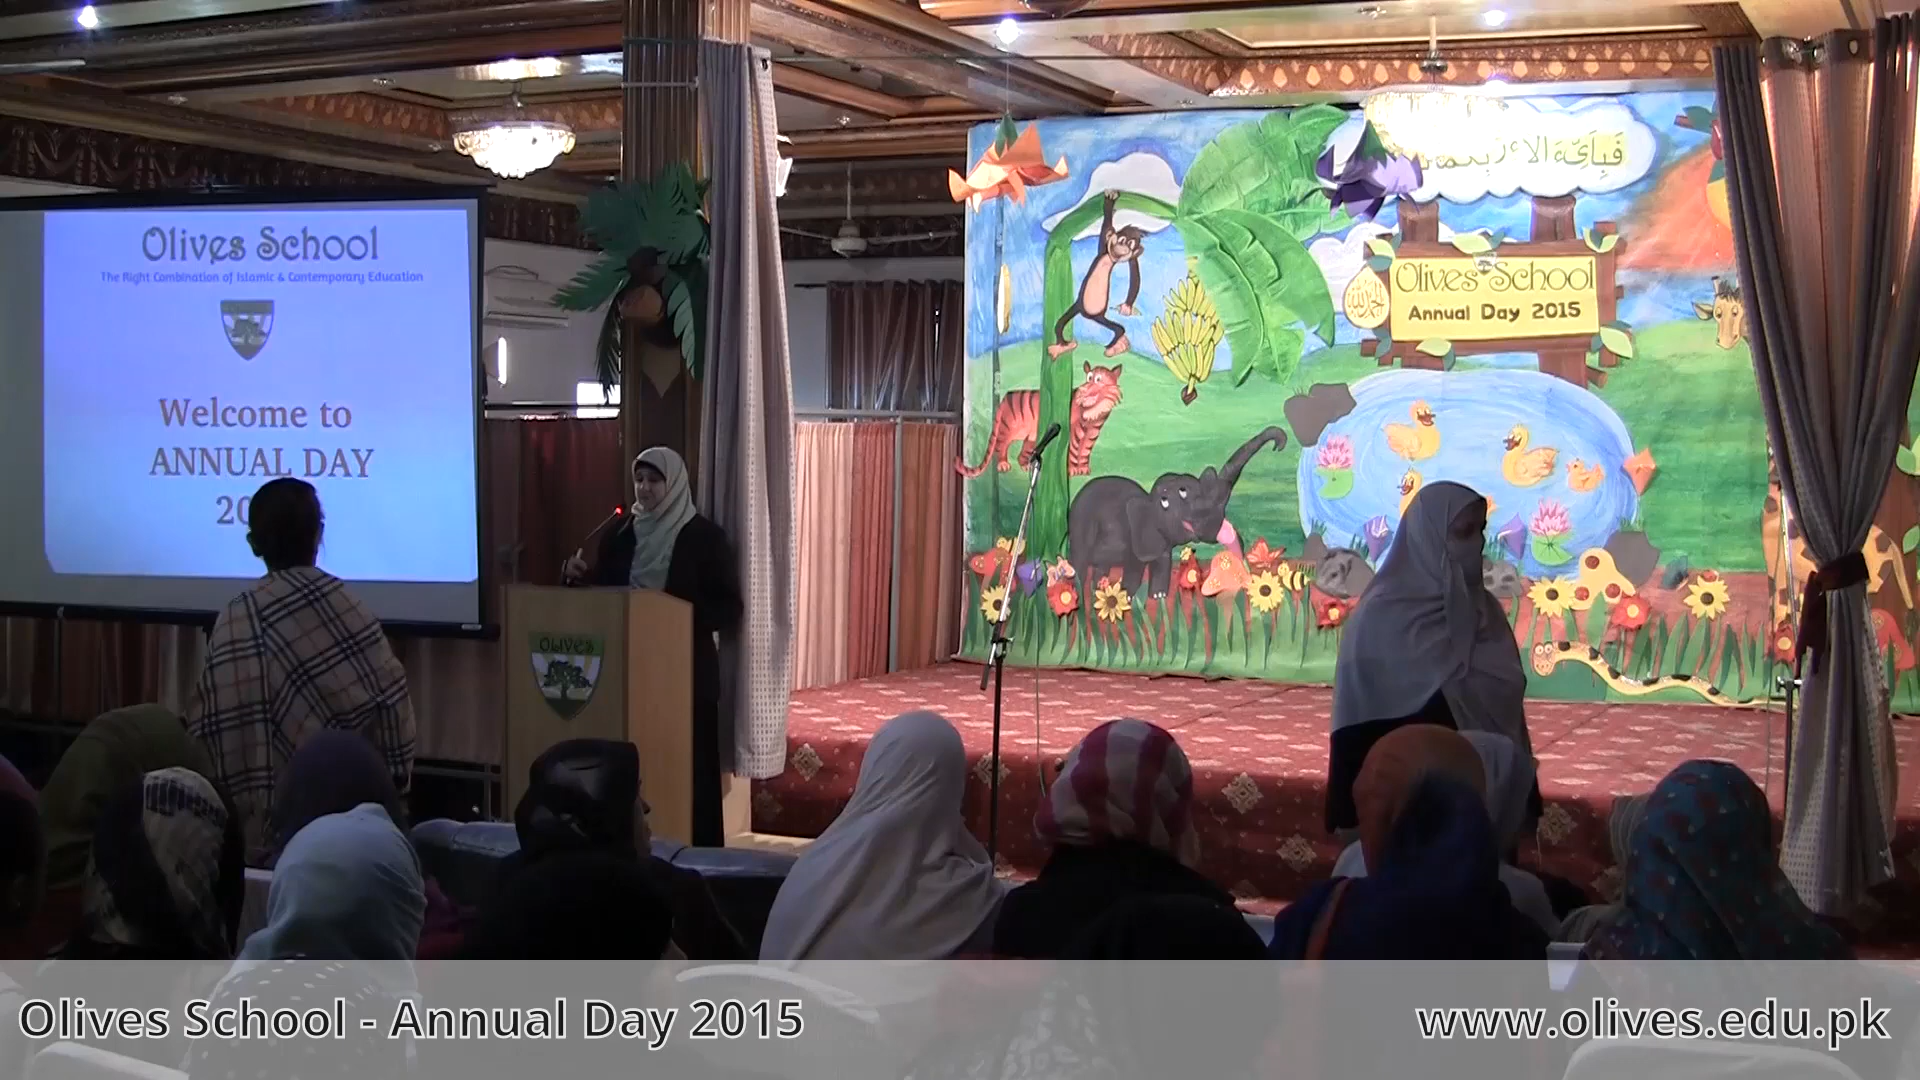 Olives School
The Right Combination of Islamic & Contemporary Education
Welcome to
ANNUAL DAY
OLIVES
Olives School
Annual Day 2015
Olives School - Annual Day 2015
www.olives.edu.pk